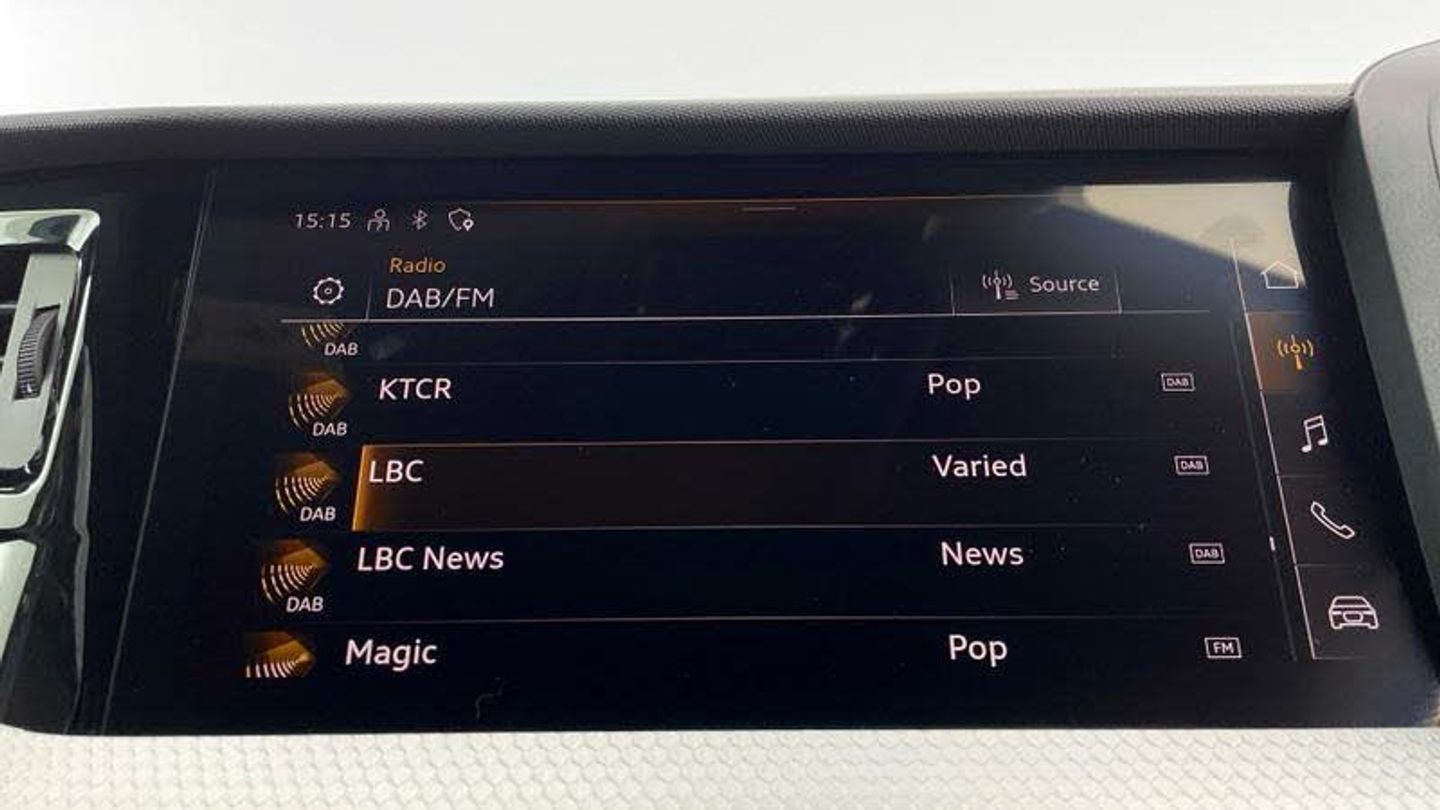 15:15
Radio
DAB/FM
Source
DAB
KTCR Pop DAB
DAB
LBC Varied DAB
DAB
LBC News News DAB
DAB
Magic Pop FM